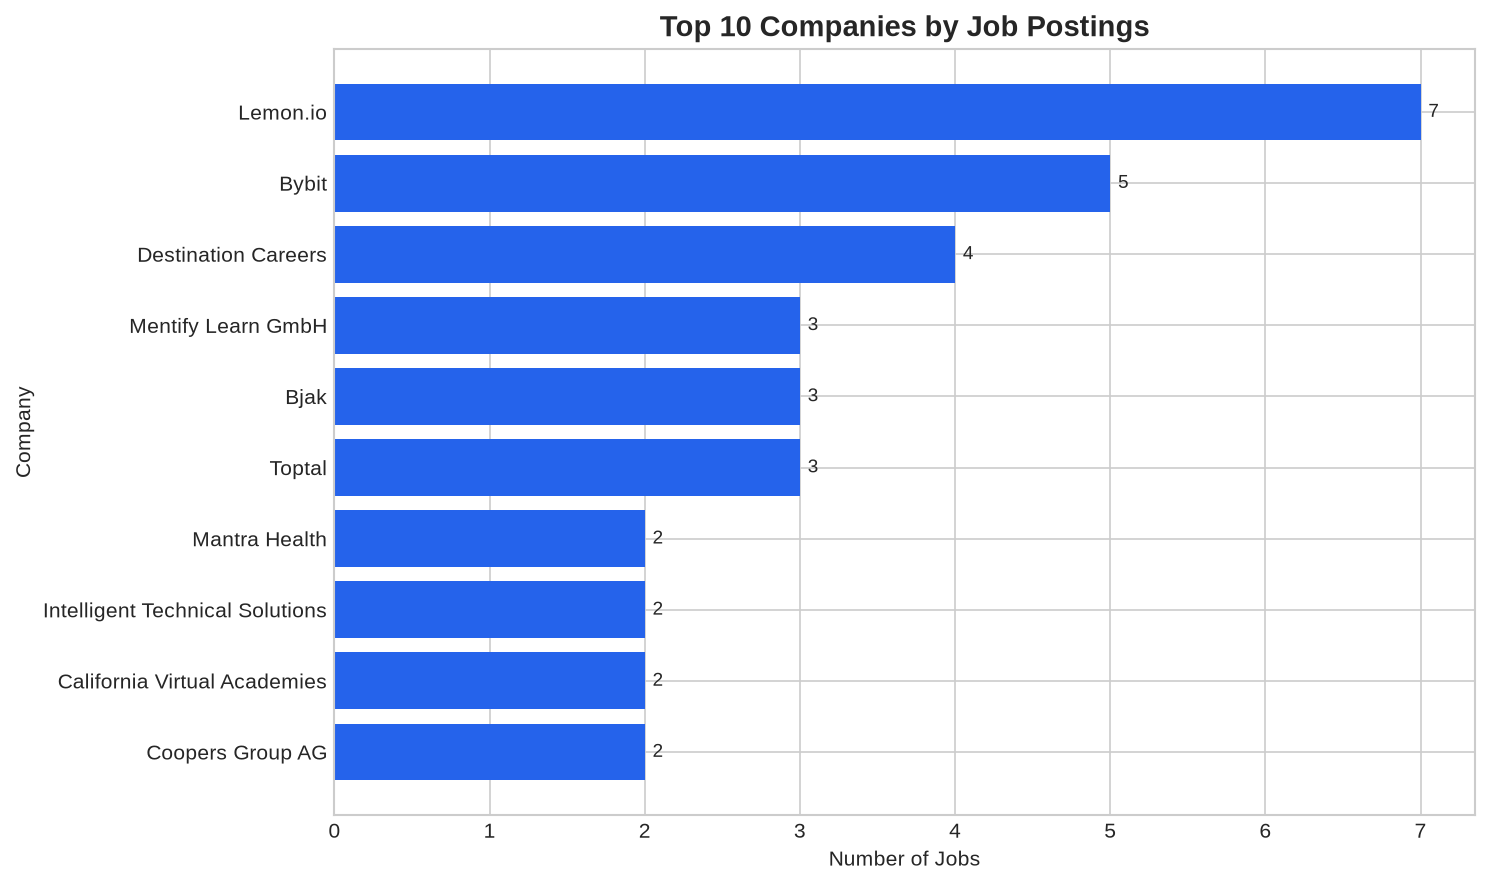 Top 10 Companies by Job Postings
Lemon.io 7
Bybit 5
Destination Careers 4
Mentify Learn GmbH 3
Bjak 3
Toptal 3
Mantra Health 2
Intelligent Technical Solutions 2
California Virtual Academies 2
Coopers Group AG 2
Company
0 1 2 3 4 5 6 7
Number of Jobs